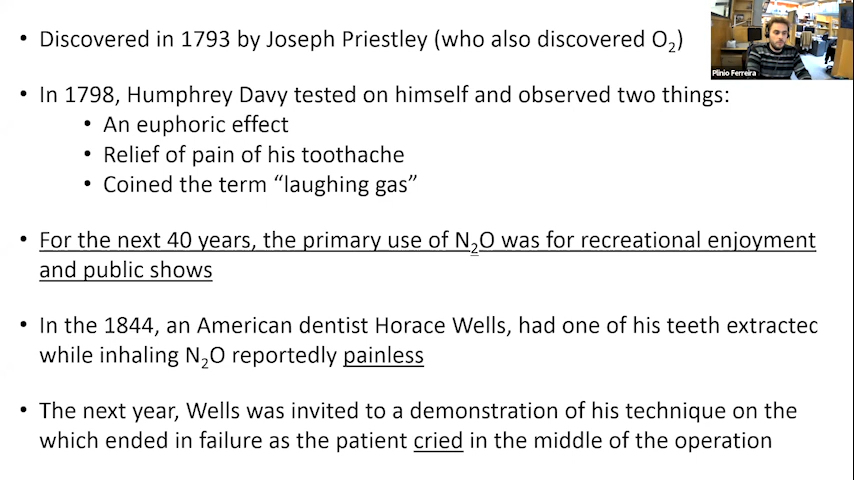 • Discovered in 1793 by Joseph Priestley (who also discovered O₂)
Plinio Ferreira
• In 1798, Humphrey Davy tested on himself and observed two things:
• An euphoric effect
• Relief of pain of his toothache
• Coined the term “laughing gas”
• For the next 40 years, the primary use of N₂O was for recreational enjoyment
and public shows
• In the 1844, an American dentist Horace Wells, had one of his teeth extractec
while inhaling N₂O reportedly painless
• The next year, Wells was invited to a demonstration of his technique on the
which ended in failure as the patient cried in the middle of the operation